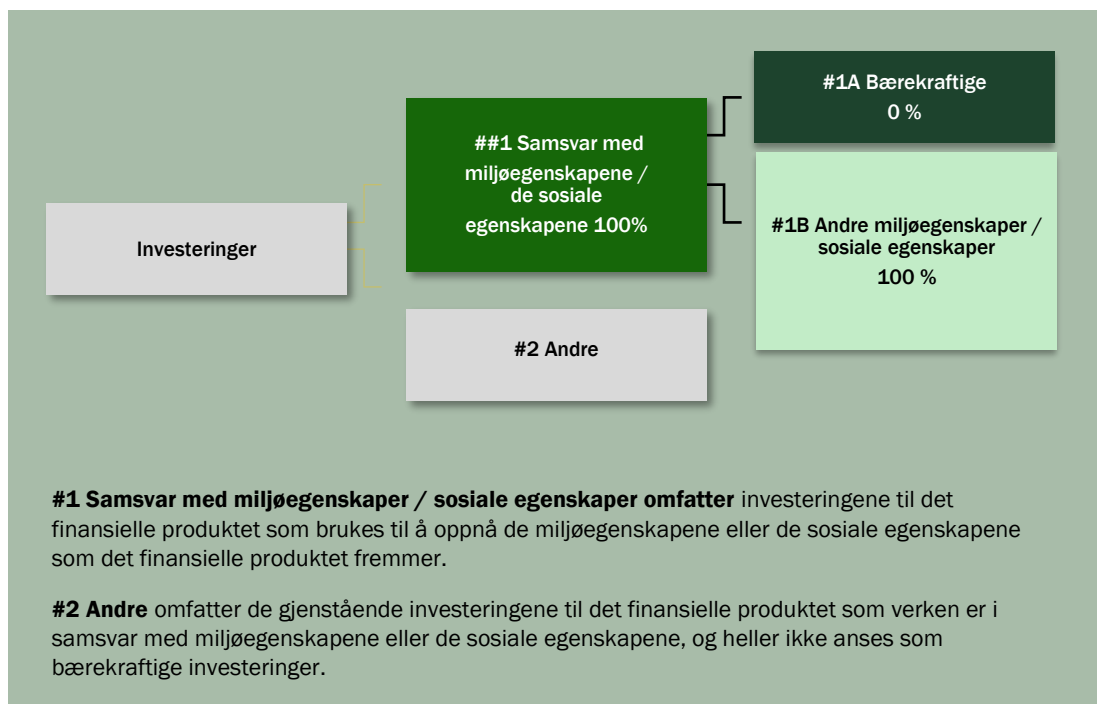 #1A Bærekraftige
0 %
##1 Samsvar med
miljøegenskapene /
de sosiale
egenskapene 100%
#1B Andre miljøegenskaper /
sosiale egenskaper
100 %
Investeringer
#2 Andre
#1 Samsvar med miljøegenskaper / sosiale egenskaper omfatter investeringene til det
finansielle produktet som brukes til å oppnå de miljøegenskapene eller de sosiale egenskapene
som det finansielle produktet fremmer.
#2 Andre omfatter de gjenstående investeringene til det finansielle produktet som verken er i
samsvar med miljøegenskapene eller de sosiale egenskapene, og heller ikke anses som
bærekraftige investeringer.